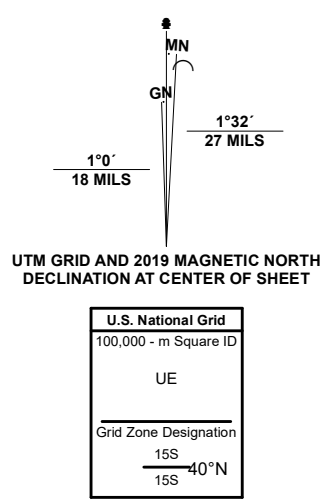 MN
GN
1°32´
27 MILS
1°0´
18 MILS
UTM GRID AND 2019 MAGNETIC NORTH
DECLINATION AT CENTER OF SHEET
U.S. National Grid
100,000 - m Square ID
UE
Grid Zone Designation
15S
40°N
15S